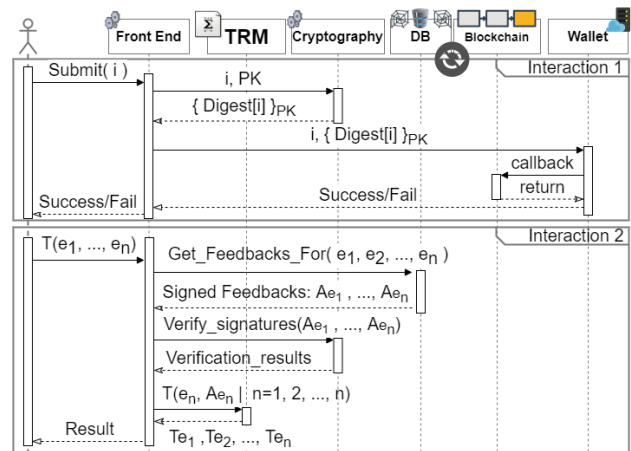 Front End
Σ
TRM
Cryptography
DB
Blockchain
Wallet
Interaction 1
Submit( i )
i, PK
{ Digest[i] }PK
i, { Digest[i] }PK
callback
return
Success/Fail
Success/Fail
Interaction 2
T(e1, ..., en)
Get_Feedbacks_For( e1, e2, ..., en )
Signed Feedbacks: Ae1 , ..., Aen
Verify_signatures(Ae1 , ..., Aen)
Verification_results
T(en, Aen | n=1, 2, ..., n)
Result
Te1 ,Te2, ..., Ten